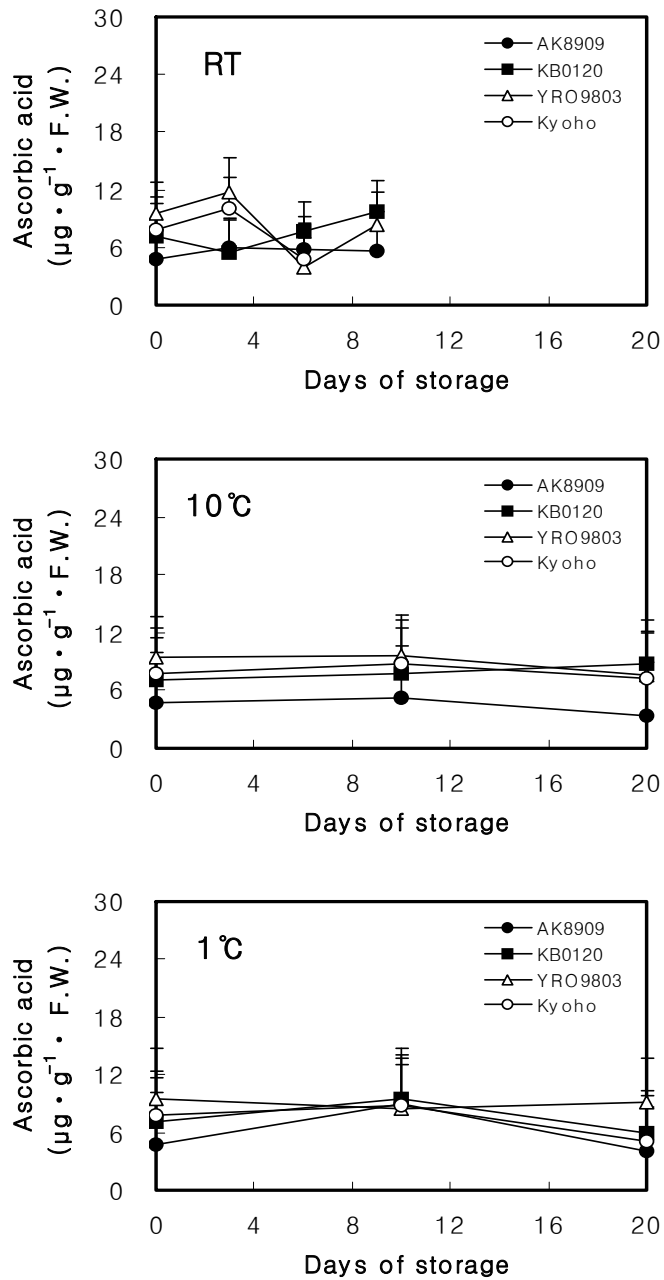 30
24
18
12
6
0
Ascorbic acid
(μg • g⁻¹ • F.W.)
RT
AK8909
KB0120
YRO9803
Kyoho
0 4 8 12 16 20
Days of storage
30
24
18
12
6
0
Ascorbic acid
(μg • g⁻¹ • F.W.)
10℃
AK8909
KB0120
YRO9803
Kyoho
0 4 8 12 16 20
Days of storage
30
24
18
12
6
0
Ascorbic acid
(μg • g⁻¹ • F.W.)
1℃
AK8909
KB0120
YRO9803
Kyoho
0 4 8 12 16 20
Days of storage